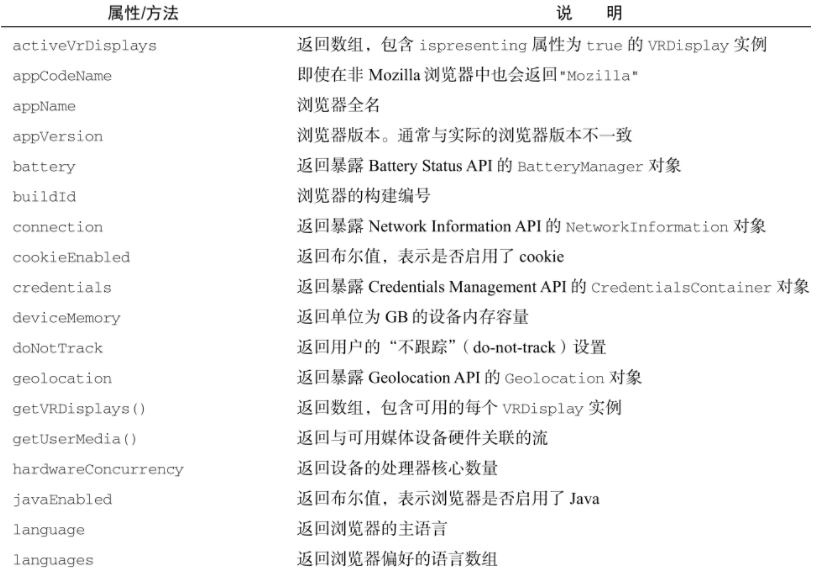 属性/方法 说 明
activeVrDisplays 返回数组，包含 ispresenting 属性为 true 的 VRDisplay 实例
appCodeName 即使在非 Mozilla 浏览器中也会返回"Mozilla"
appName 浏览器全名
appVersion 浏览器版本。通常与实际的浏览器版本不一致
battery 返回暴露 Battery Status API 的 BatteryManager 对象
buildId 浏览器的构建编号
connection 返回暴露 Network Information API 的 NetworkInformation 对象
cookieEnabled 返回布尔值，表示是否启用了 cookie
credentials 返回暴露 Credentials Management API 的 CredentialsContainer 对象
deviceMemory 返回单位为 GB 的设备内存容量
doNotTrack 返回用户的“不跟踪”（do-not-track）设置
geolocation 返回暴露 Geolocation API 的 Geolocation 对象
getVRDisplays() 返回数组，包含可用的每个 VRDisplay 实例
getUserMedia() 返回与可用媒体设备硬件关联的流
hardwareConcurrency 返回设备的处理器核心数量
javaEnabled 返回布尔值，表示浏览器是否启用了 Java
language 返回浏览器的主语言
languages 返回浏览器偏好的语言数组